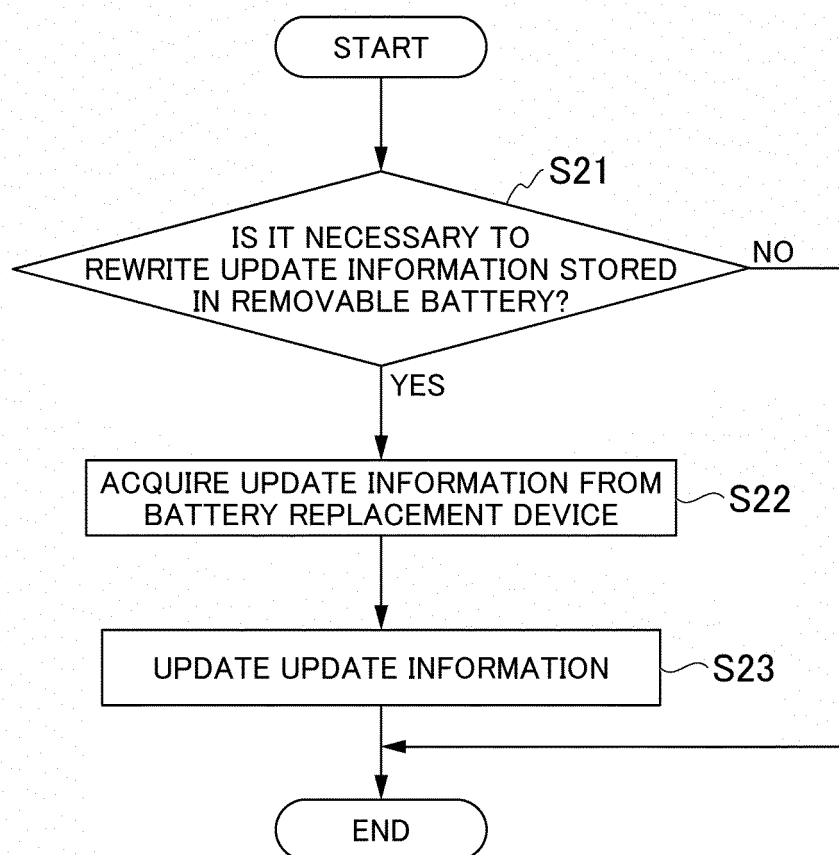 START
S21
IS IT NECESSARY TO
REWRITE UPDATE INFORMATION STORED
IN REMOVABLE BATTERY?
NO
YES
ACQUIRE UPDATE INFORMATION FROM
BATTERY REPLACEMENT DEVICE
S22
UPDATE UPDATE INFORMATION
S23
END